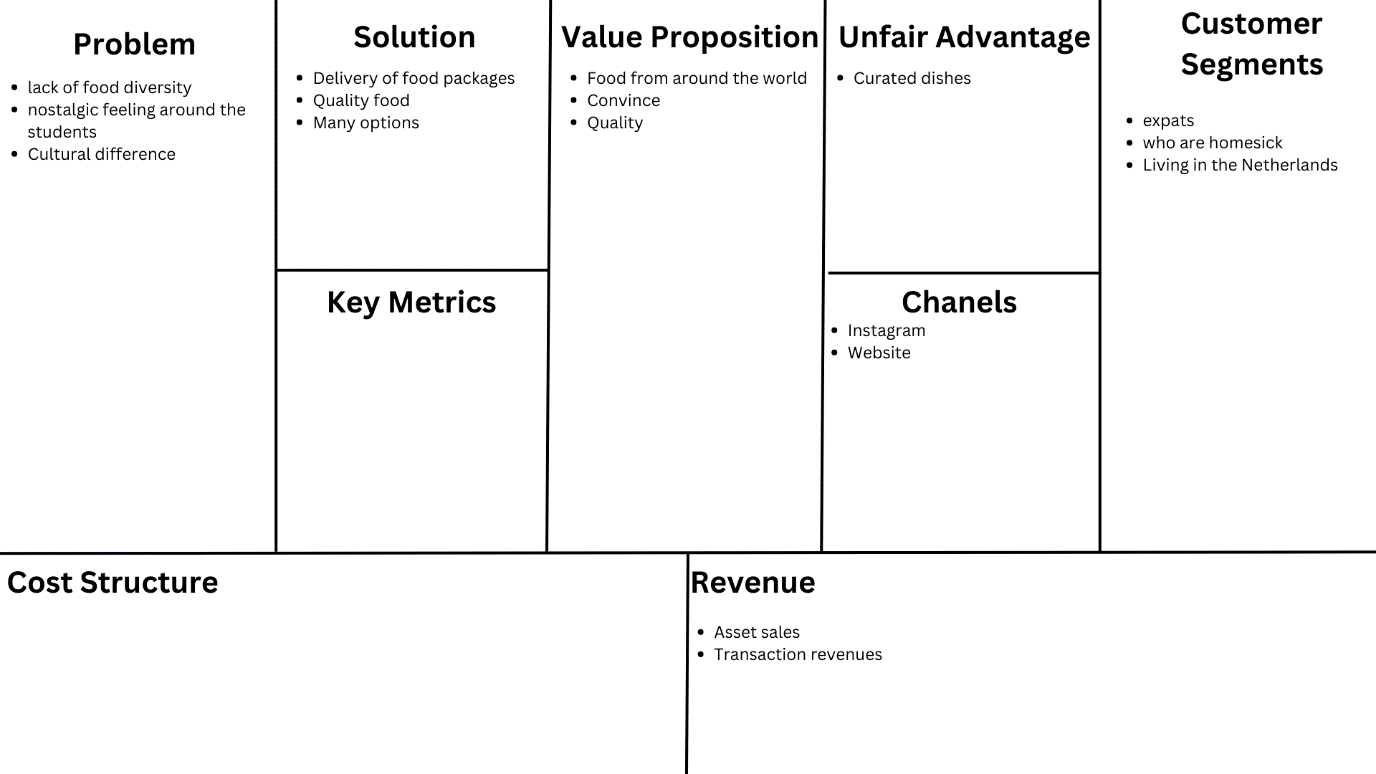 Problem
lack of food diversity
nostalgic feeling around the
students
Cultural difference
Solution
Delivery of food packages
Quality food
Many options
Key Metrics
Value Proposition
Food from around the world
Convince
Quality
Unfair Advantage
Curated dishes
Chanels
Instagram
Website
Customer
Segments
expats
who are homesick
Living in the Netherlands
Cost Structure
Revenue
Asset sales
Transaction revenues